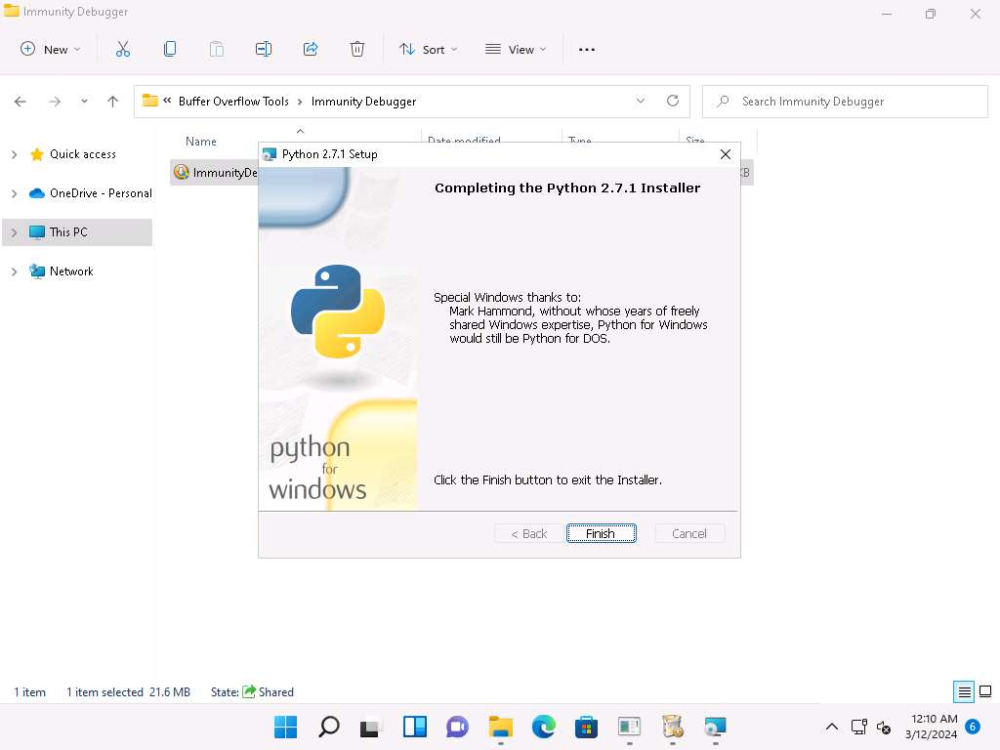 Immunity Debugger
New
Sort
View
« Buffer Overflow Tools > Immunity Debugger
Search Immunity Debugger
Name
Date modified
Type
Size
Quick access
OneDrive - Personal
This PC
Network
ImmunityDe
KB
Python 2.7.1 Setup
Completing the Python 2.7.1 Installer
Special Windows thanks to:
Mark Hammond, without whose years of freely
shared Windows expertise, Python for Windows
would still be Python for DOS.
python
for
windows
Click the Finish button to exit the Installer.
< Back
Finish
Cancel
1 item
1 item selected 21.6 MB
State: Shared
12:10 AM
3/12/2024
6